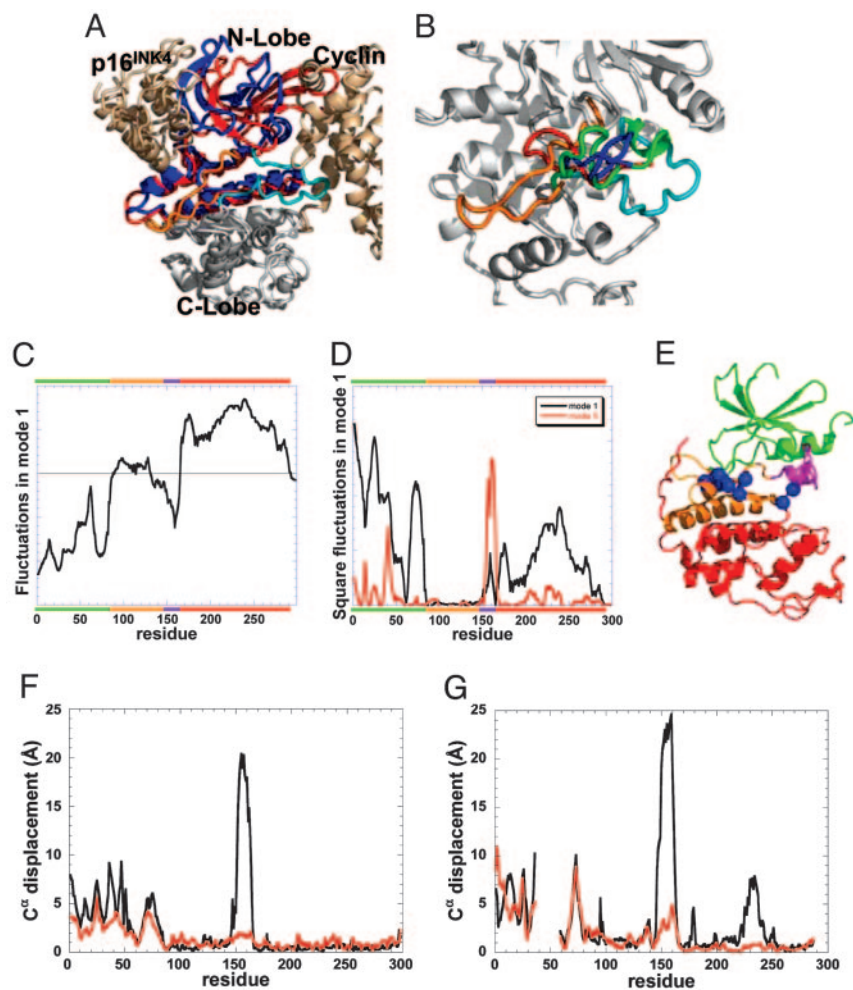 A
p16INK4
N-Lobe
Cyclin
C-Lobe
B
C
Fluctuations in mode 1
0 50 100 150 200 250
residue
D
Square fluctuations in mode 1
mode 1
0 50 100 150 200 250 300
residue
E
F
Cα displacement (Å)
25
20
15
10
5
0
0 50 100 150 200 250 300
residue
G
Cα displacement (Å)
25
20
15
10
5
0
0 50 100 150 200 250 300
residue